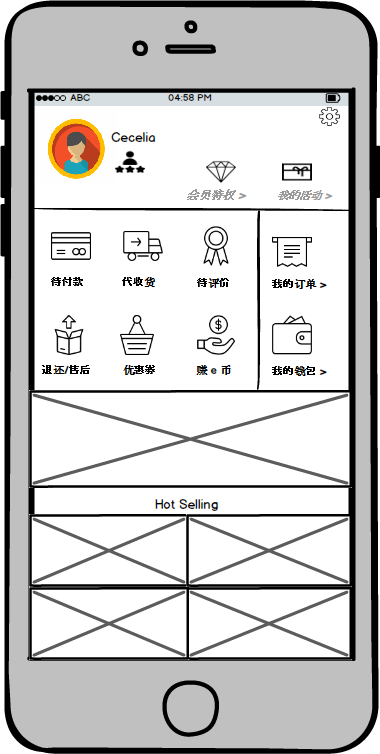 ABC 04:58 PM
Cecelia
会员特权 > 我的活动 >
待付款 代收货 待评价 我的订单 >
退还/售后 优惠券 赚 e 币 我的钱包 >
Hot Selling